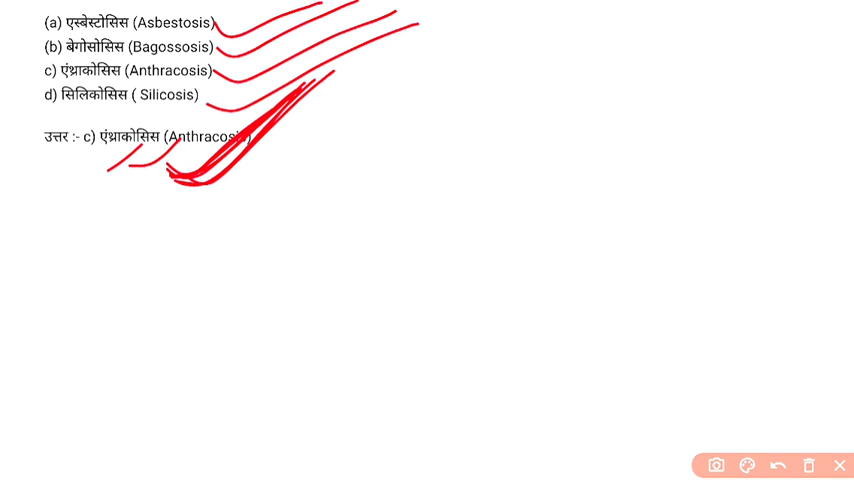 (a) एस्बेस्टोसिस (Asbestosis)
(b) बेगोसोसिस (Bagossosis)
c) एंथ्राकोसिस (Anthracosis)
d) सिलिकोसिस ( Silicosis)
उत्तर :- c) एंथ्राकोसिस (Anthracosis)